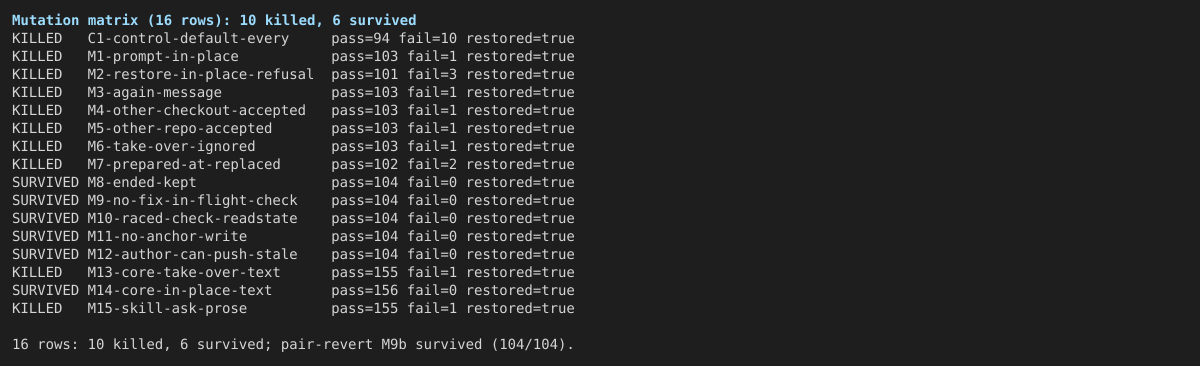 Mutation matrix (16 rows): 10 killed, 6 survived
KILLED   C1-control-default-every     pass=94 fail=10 restored=true
KILLED   M1-prompt-in-place           pass=103 fail=1 restored=true
KILLED   M2-restore-in-place-refusal  pass=101 fail=3 restored=true
KILLED   M3-again-message             pass=103 fail=1 restored=true
KILLED   M4-other-checkout-accepted   pass=103 fail=1 restored=true
KILLED   M5-other-repo-accepted       pass=103 fail=1 restored=true
KILLED   M6-take-over-ignored         pass=103 fail=1 restored=true
KILLED   M7-prepared-at-replaced      pass=102 fail=2 restored=true
SURVIVED M8-ended-kept                pass=104 fail=0 restored=true
SURVIVED M9-no-fix-in-flight-check    pass=104 fail=0 restored=true
SURVIVED M10-raced-check-readstate    pass=104 fail=0 restored=true
SURVIVED M11-no-anchor-write          pass=104 fail=0 restored=true
SURVIVED M12-author-can-push-stale    pass=104 fail=0 restored=true
KILLED   M13-core-take-over-text      pass=155 fail=1 restored=true
SURVIVED M14-core-in-place-text       pass=156 fail=0 restored=true
KILLED   M15-skill-ask-prose          pass=155 fail=1 restored=true
16 rows: 10 killed, 6 survived; pair-revert M9b survived (104/104).